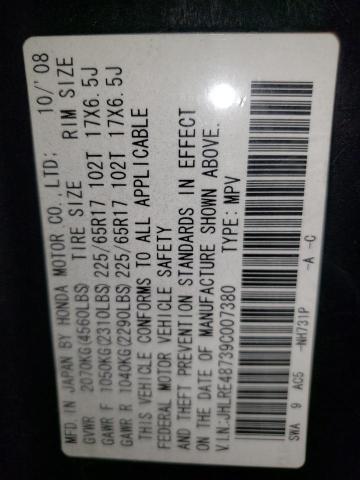 MFD. IN JAPAN BY HONDA MOTOR CO., LTD: 10/'08
GVWR 2070KG(4560LBS) TIRE SIZE RIM SIZE
GAWR F 1050KG(2310LBS) 225/65R17 102T 17X6.5J
GAWR R 1040KG(2290LBS) 225/65R17 102T 17X6.5J
THIS VEHICLE CONFORMS TO ALL APPLICABLE
FEDERAL MOTOR VEHICLE SAFETY
AND THEFT PREVENTION STANDARDS IN EFFECT
ON THE DATE OF MANUFACTURE SHOWN ABOVE.
V.I.N:JHLRE48739C007380 TYPE: MPV
SWA 9 AC5 -NH731P -A -C